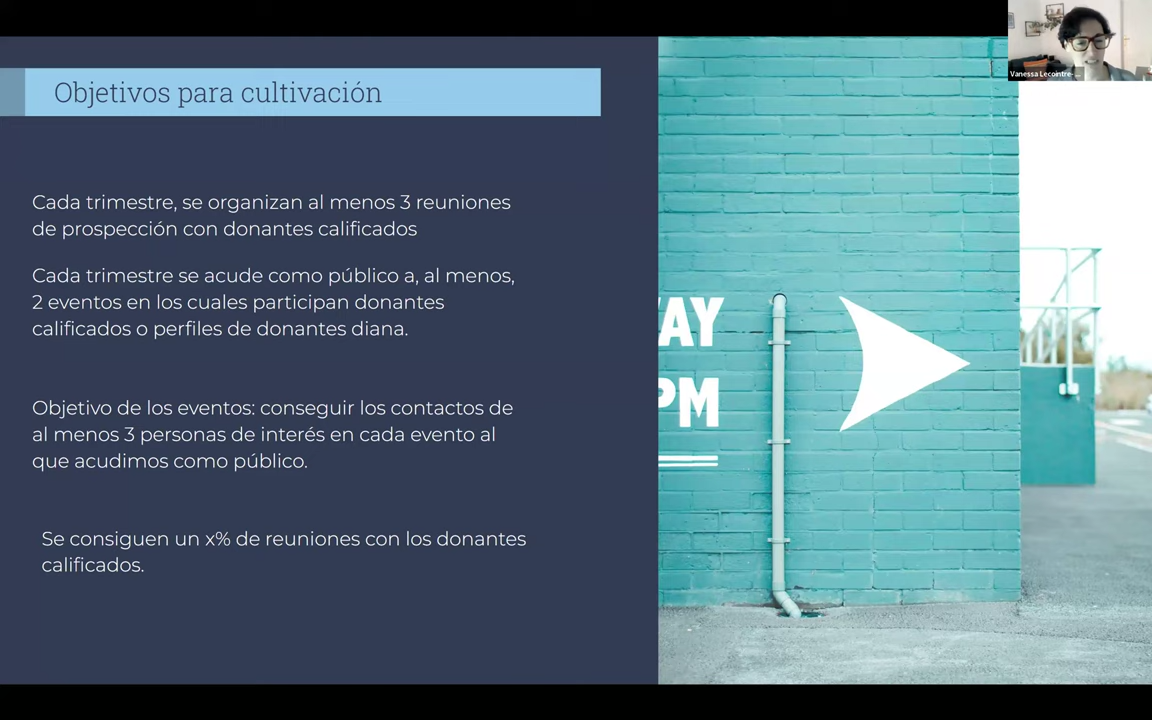 Objetivos para cultivación
Cada trimestre, se organizan al menos 3 reuniones
de prospección con donantes calificados
Cada trimestre se acude como público a, al menos,
2 eventos en los cuales participan donantes
calificados o perfiles de donantes diana.
Objetivo de los eventos: conseguir los contactos de
al menos 3 personas de interés en cada evento al
que acudimos como público.
Se consiguen un x% de reuniones con los donantes
calificados.
AY
PM
Vanessa Lecointre-...